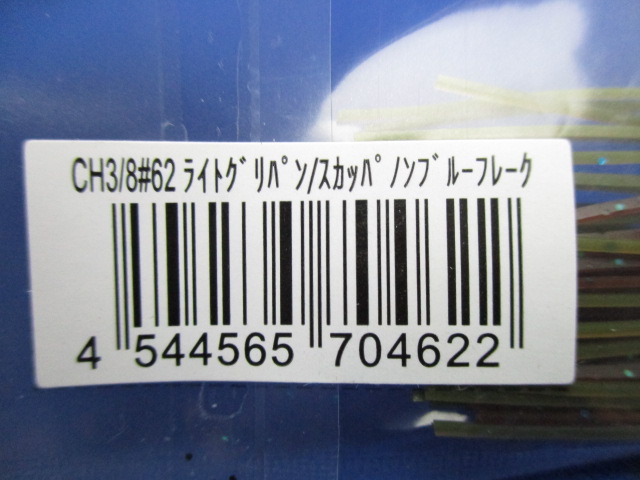 CH3/8#62 ﾗｲﾄｸﾞﾘﾊﾟﾝ/ｽｶｯﾊﾟﾉﾝﾌﾞﾙｰﾌﾚｰｸ
4 544565 704622